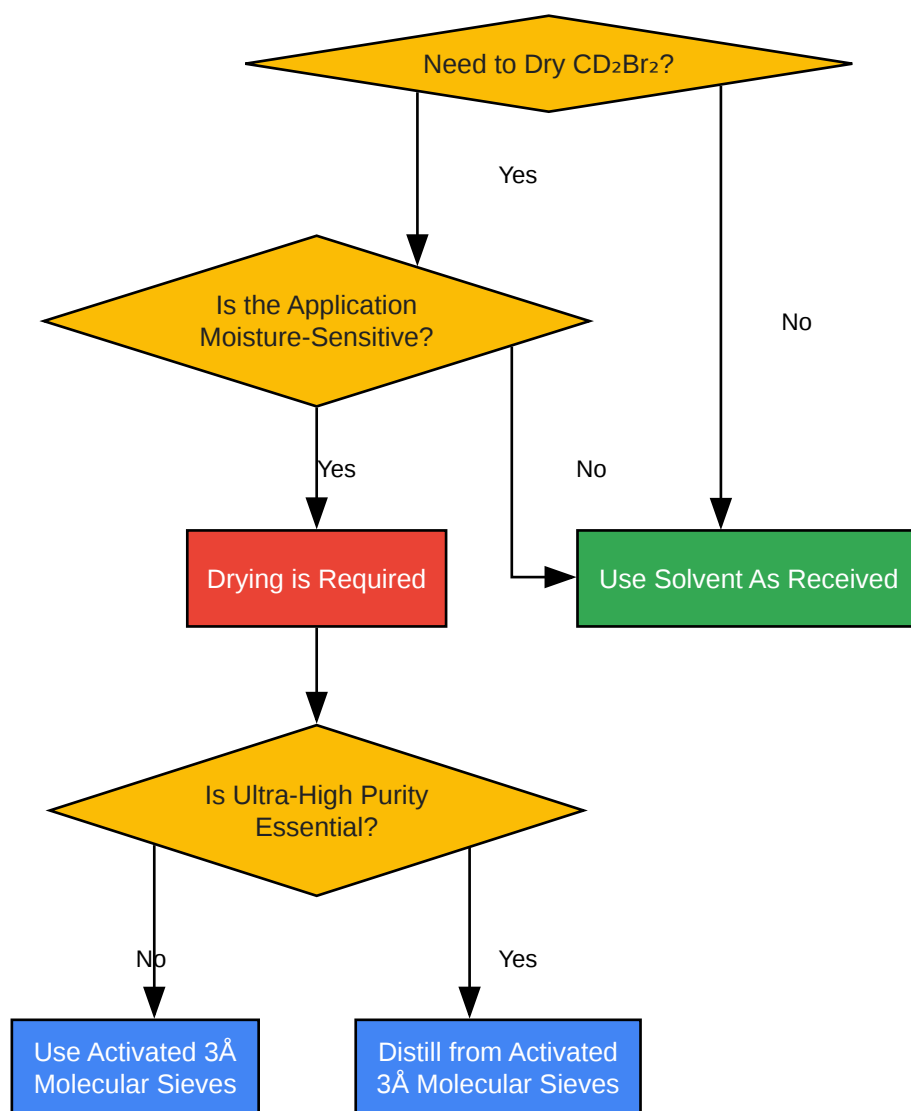 Need to Dry CD₂Br₂?
Yes
Is the Application
Moisture-Sensitive?
No
Yes
No
Drying is Required
Use Solvent As Received
Is Ultra-High Purity
Essential?
No
Yes
Use Activated 3Å
Molecular Sieves
Distill from Activated
3Å Molecular Sieves